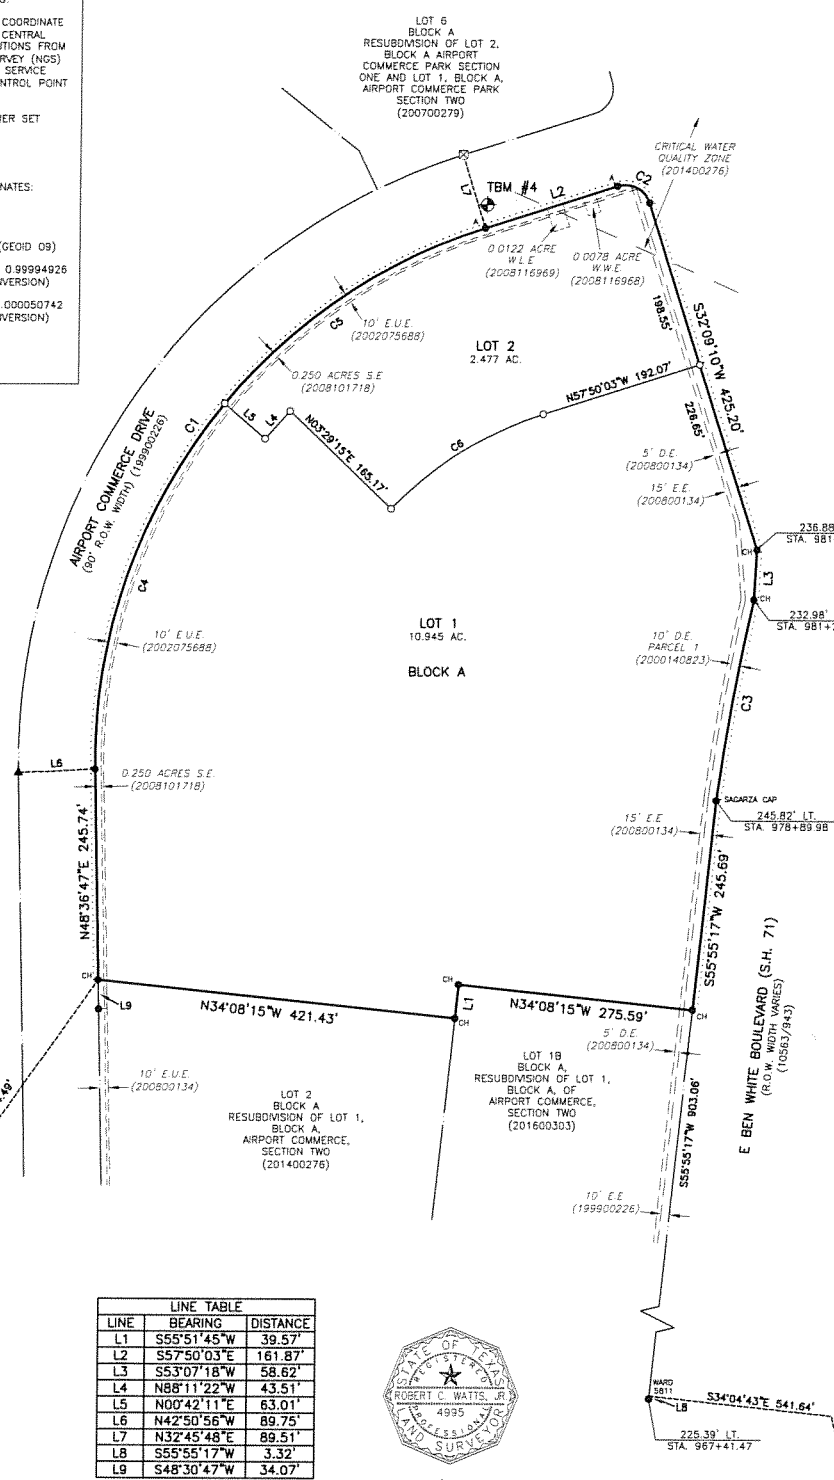 COORDINATE
CENTRAL
FROM
(NGS)
SERVICE
POINT
SET
(GEOID 09)
0.99994926
LOT 6
BLOCK A
RESUBDIVISION OF LOT 2,
BLOCK A AIRPORT
COMMERCE PARK SECTION
ONE AND LOT 1, BLOCK A,
AIRPORT COMMERCE PARK
SECTION TWO
(200700279)
CRITICAL WATER
QUALITY ZONE
(201400276)
L7
TBM #4
A
L2
A
C2
0.0122 ACRE
W.L.E
(2008116969)
0.0078 ACRE
W.W.E.
(2008116968)
198.55'
S32°09'10"W 425.20'
C5
10' E.U.E.
(2002075688)
LOT 2
2.477 AC.
0.250 ACRES S.E
(2008101718)
N57°50'03"W 192.07'
C1
L5
L4
N03°29'15"E 165.17'
C6
226.65'
AIRPORT COMMERCE DRIVE
(90' R.O.W. WIDTH) (199900226)
5' D.E.
(200800134)
15' E.E.
(200800134)
CH
STA. 981
L3
CH
232.98'
C4
LOT 1
10.945 AC.
BLOCK A
10' E.U.E.
(2002075688)
10' D.E.
PARCEL 1
(2000140823)
C3
L6
0.250 ACRES S.E.
(2008101718)
SAGARZA CAP
245.82' LT.
STA. 978+89.98
15' E.E
(200800134)
N48°36'47"E 245.74'
S55°55'17"W 245.69'
CH
L9
N34°08'15"W 421.43'
CH
L1
CH
N34°08'15"W 275.59'
CH
5' D.E.
(200800134)
E BEN WHITE BOULEVARD (S.H. 71)
(R.O.W. WIDTH VARIES)
(10563/943)
10' E.U.E.
(200800134)
LOT 2
BLOCK A
RESUBDIVISION OF LOT 1,
BLOCK A,
AIRPORT COMMERCE,
SECTION TWO
(201400276)
LOT 1B
BLOCK A,
RESUBDIVISION OF LOT 1,
BLOCK A, OF
AIRPORT COMMERCE,
SECTION TWO
(201600303)
S55°55'17"W 903.06'
10' E.E
(199900226)
LINE TABLE
LINE BEARING DISTANCE
L1 S55°51'45"W 39.57'
L2 S57°50'03"E 161.87'
L3 S53°07'18"W 58.62'
L4 N88°11'22"W 43.51'
L5 N00°42'11"E 63.01'
L6 N42°50'56"W 89.75'
L7 N32°45'48"E 89.51'
L8 S55°55'17"W 3.32'
L9 S48°30'47"W 34.07'
STATE OF TEXAS
REGISTERED
ROBERT C. WATTS, JR.
4995
PROFESSIONAL
LAND SURVEYOR
WARD
5811
L8
S34°04'43"E 541.64'
225.39' LT.
STA. 967+41.47